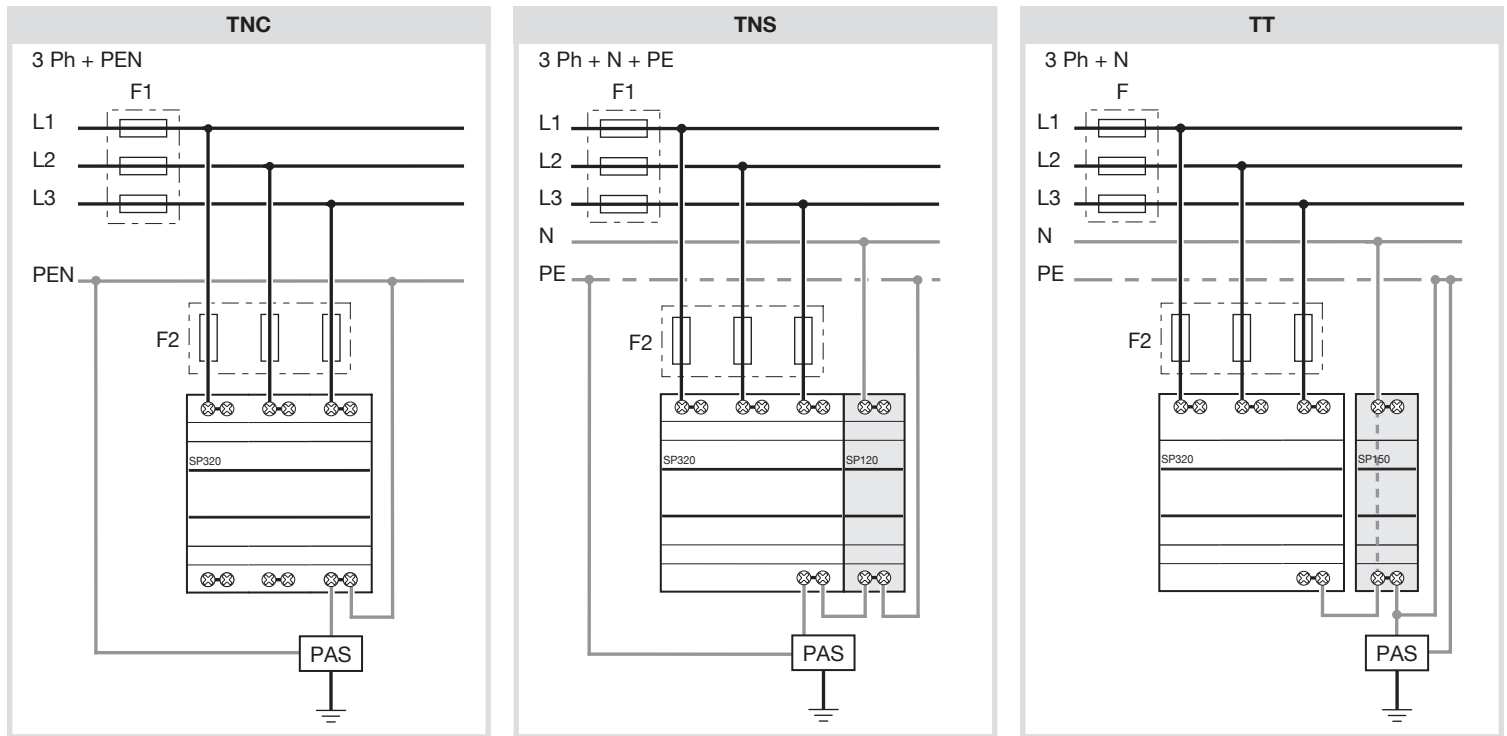 TNC
3 Ph + PEN
F1
L1
L2
L3
PEN
F2
SP320
PAS
TNS
3 Ph + N + PE
F1
L1
L2
L3
N
PE
F2
SP320
SP120
PAS
TT
3 Ph + N
F
L1
L2
L3
N
PE
F2
SP320
SP150
PAS